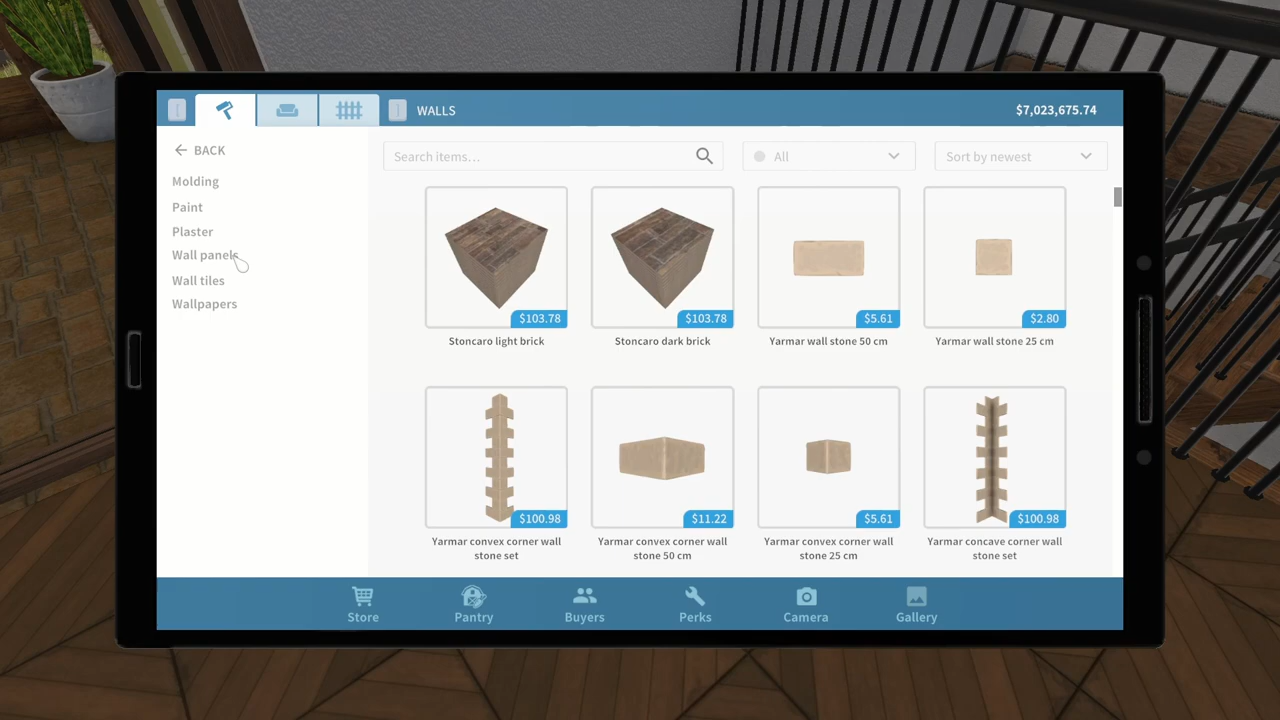 WALLS
$7,023,675.74
BACK
Molding
Paint
Plaster
Wall panels
Wall tiles
Wallpapers
Search items...
All
Sort by newest
$103.78
$103.78
$5.61
$2.80
Stoncaro light brick
Stoncaro dark brick
Yarmar wall stone 50 cm
Yarmar wall stone 25 cm
$100.98
$11.22
$5.61
$100.98
Yarmar convex corner wall
stone set
Yarmar convex corner wall
stone 50 cm
Yarmar convex corner wall
stone 25 cm
Yarmar concave corner wall
stone set
Store
Pantry
Buyers
Perks
Camera
Gallery